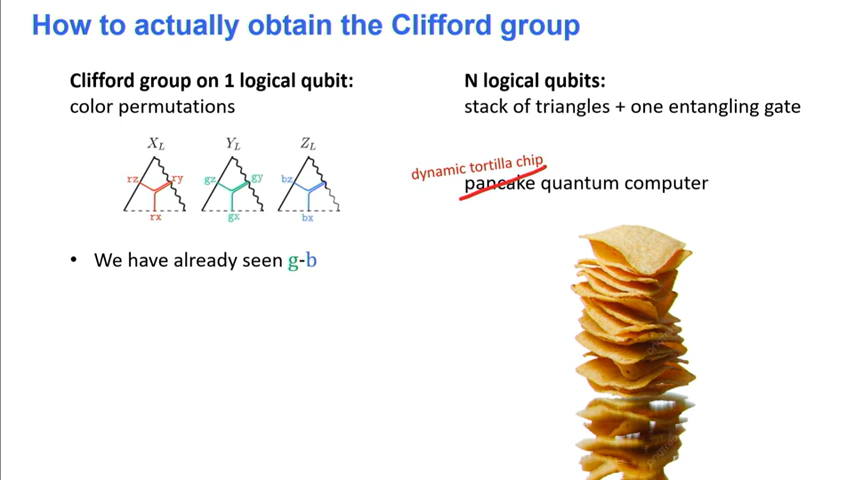 How to actually obtain the Clifford group
Clifford group on 1 logical qubit:
color permutations
X_L Y_L Z_L
rz ry gz gy bz
rx gx bx
• We have already seen g-b
N logical qubits:
stack of triangles + one entangling gate
dynamic tortilla chip
pancake quantum computer